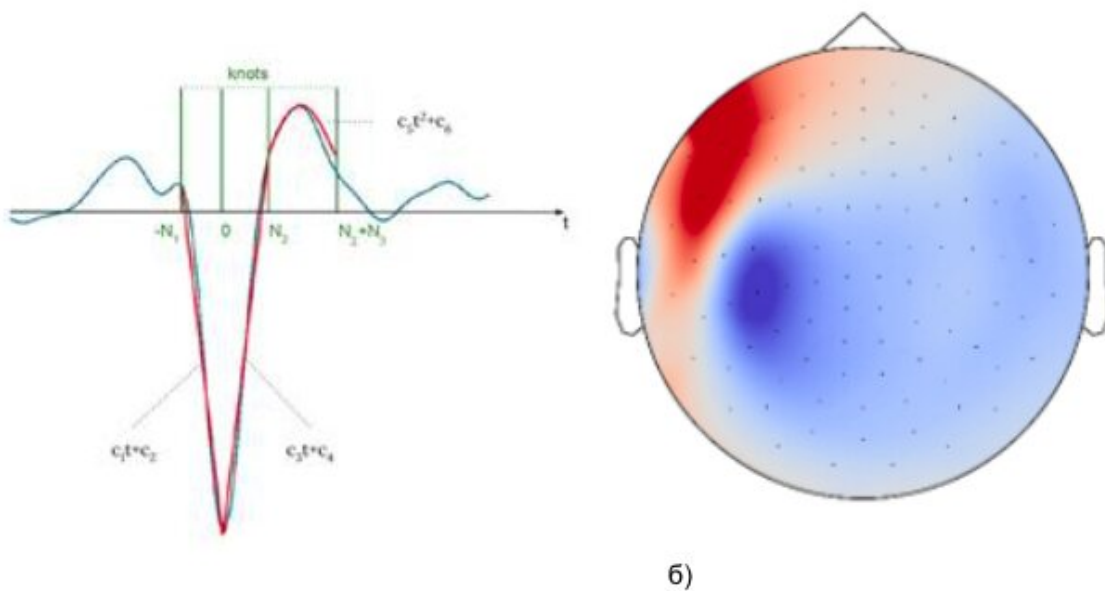 knots
c₅t²+c₆
-N₁ 0 N₂ N₂+N₃ t
c₁t+c₂ c₃t+c₄
б)